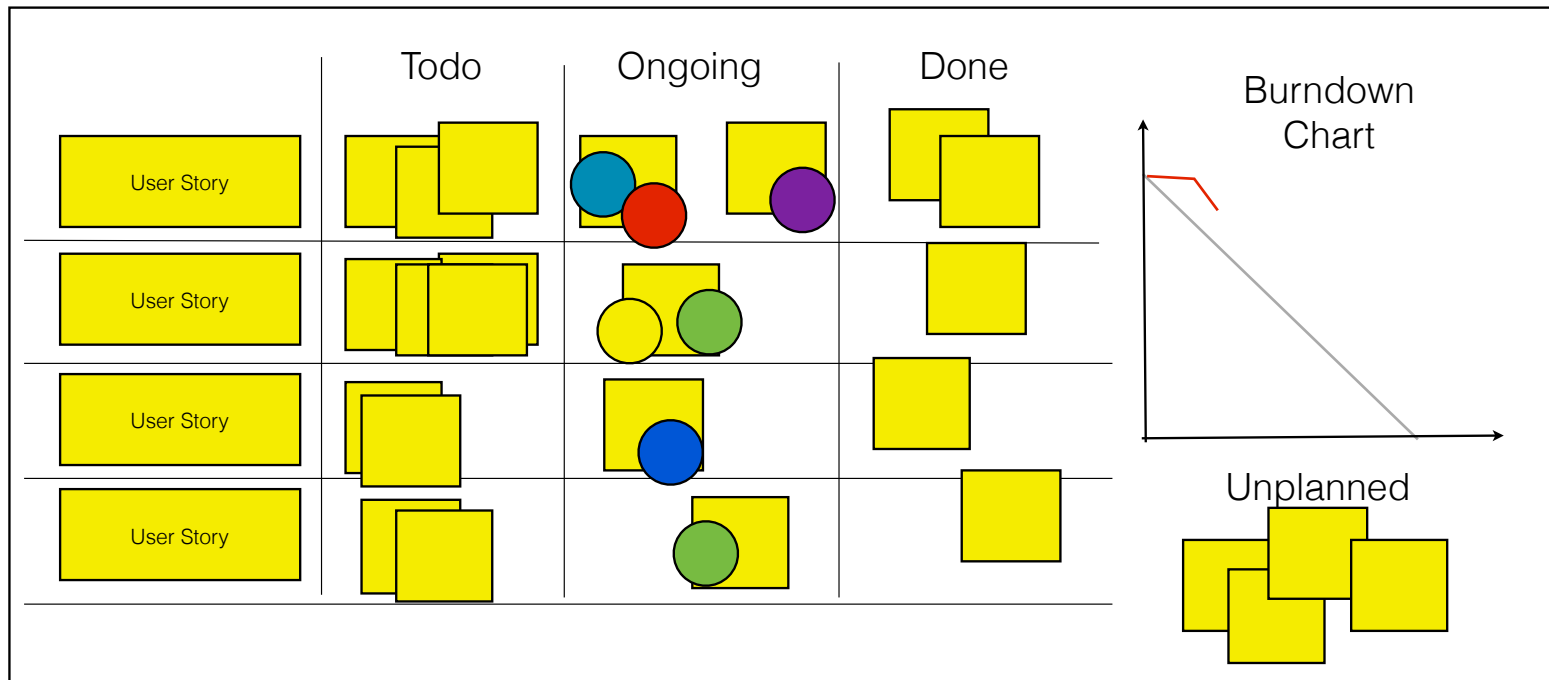 Todo
Ongoing
Done
Burndown
Chart
User Story
User Story
User Story
User Story
Unplanned